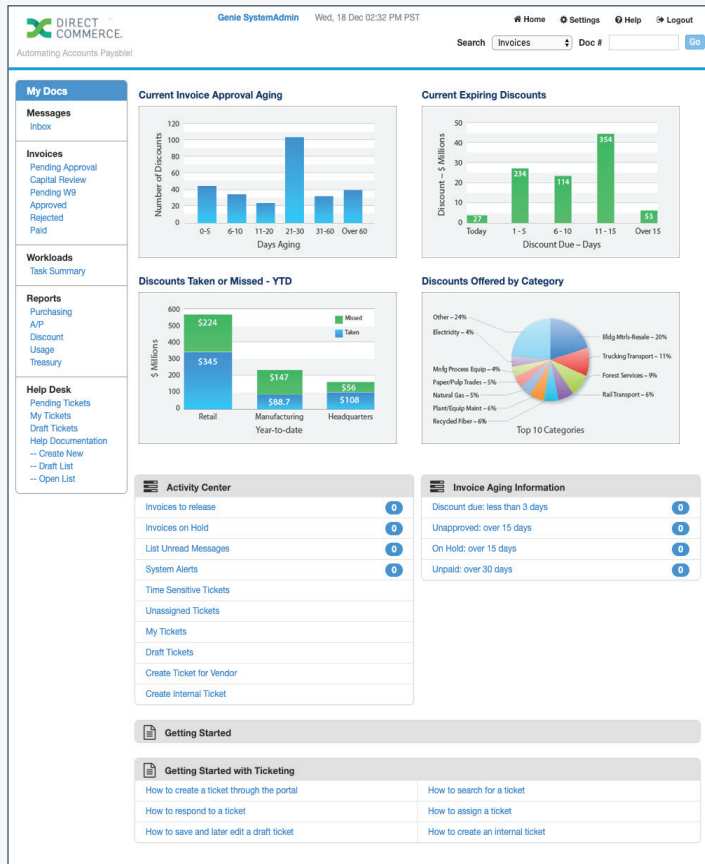 DIRECT
COMMERCE.
Automating Accounts Payable!
Genie SystemAdmin Wed, 18 Dec 02:32 PM PST
Home Settings Help Logout
Search Invoices Doc # Go
My Docs
Messages
Inbox
Invoices
Pending Approval
Capital Review
Pending W9
Approved
Rejected
Paid
Workloads
Task Summary
Reports
Purchasing
A/P
Discount
Usage
Treasury
Help Desk
Pending Tickets
My Tickets
Draft Tickets
Help Documentation
-- Create New
-- Draft List
-- Open List
Current Invoice Approval Aging
Number of Discounts
120
100
80
60
40
20
0
0-5 6-10 11-20 21-30 31-60 Over 60
Days Aging
Current Expiring Discounts
Discount – $ Millions
50
40
30
20
10
0
27 234 114 354 53
Today 1 - 5 6 - 10 11 - 15 Over 15
Discount Due – Days
Discounts Taken or Missed - YTD
$ Millions
600
500
400
300
200
100
0
Missed
Taken
$224 $147 $56
$345 $88.7 $108
Retail Manufacturing Headquarters
Year-to-date
Discounts Offered by Category
Other – 24%
Electricity – 4%
Mnfg Process Equip – 4%
Paper/Pulp Trades – 5%
Natural Gas – 5%
Plant/Equip Maint – 6%
Recycled Fiber – 6%
Bldg Mtrls-Resale – 20%
Trucking Transport – 11%
Forest Services – 9%
Rail Transport – 6%
Top 10 Categories
Activity Center
Invoices to release 0
Invoices on Hold 0
List Unread Messages 0
System Alerts 0
Time Sensitive Tickets
Unassigned Tickets
My Tickets
Draft Tickets
Create Ticket for Vendor
Create Internal Ticket
Invoice Aging Information
Discount due: less than 3 days 0
Unapproved: over 15 days 0
On Hold: over 15 days 0
Unpaid: over 30 days 0
Getting Started
Getting Started with Ticketing
How to create a ticket through the portal How to search for a ticket
How to respond to a ticket How to assign a ticket
How to save and later edit a draft ticket How to create an internal ticket